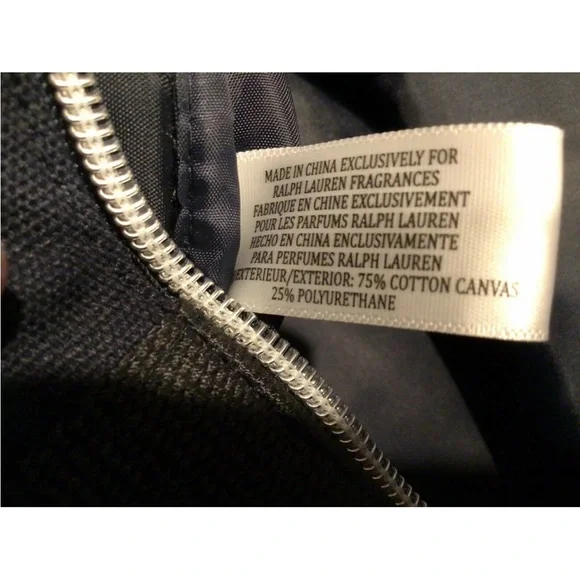 MADE IN CHINA EXCLUSIVELY FOR
RALPH LAUREN FRAGRANCES
FABRIQUE EN CHINE EXCLUSIVEMENT
POUR LES PARFUMS RALPH LAUREN
HECHO EN CHINA ENCLUSIVAMENTE
PARA PERFUMES RALPH LAUREN
EXTERIEUR/EXTERIOR: 75% COTTON CANVAS
25% POLYURETHANE